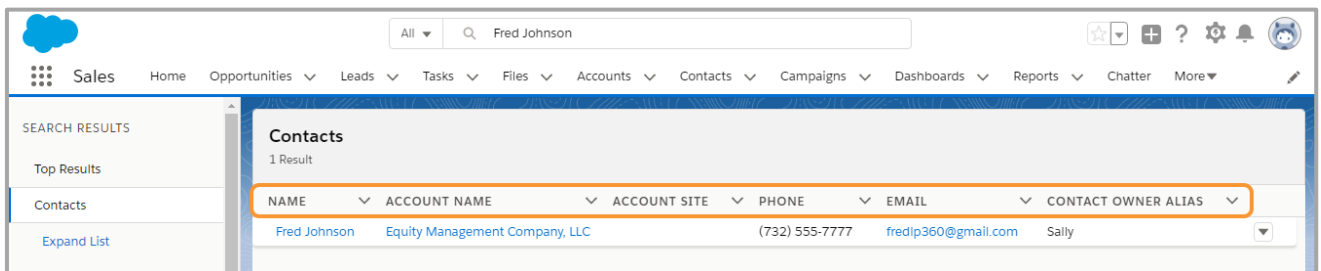 All Fred Johnson
Sales Home Opportunities Leads Tasks Files Accounts Contacts Campaigns Dashboards Reports Chatter More
SEARCH RESULTS
Top Results
Contacts
Expand List
Contacts
1 Result
NAME ACCOUNT NAME ACCOUNT SITE PHONE EMAIL CONTACT OWNER ALIAS
Fred Johnson Equity Management Company, LLC (732) 555-7777 fredlp360@gmail.com Sally